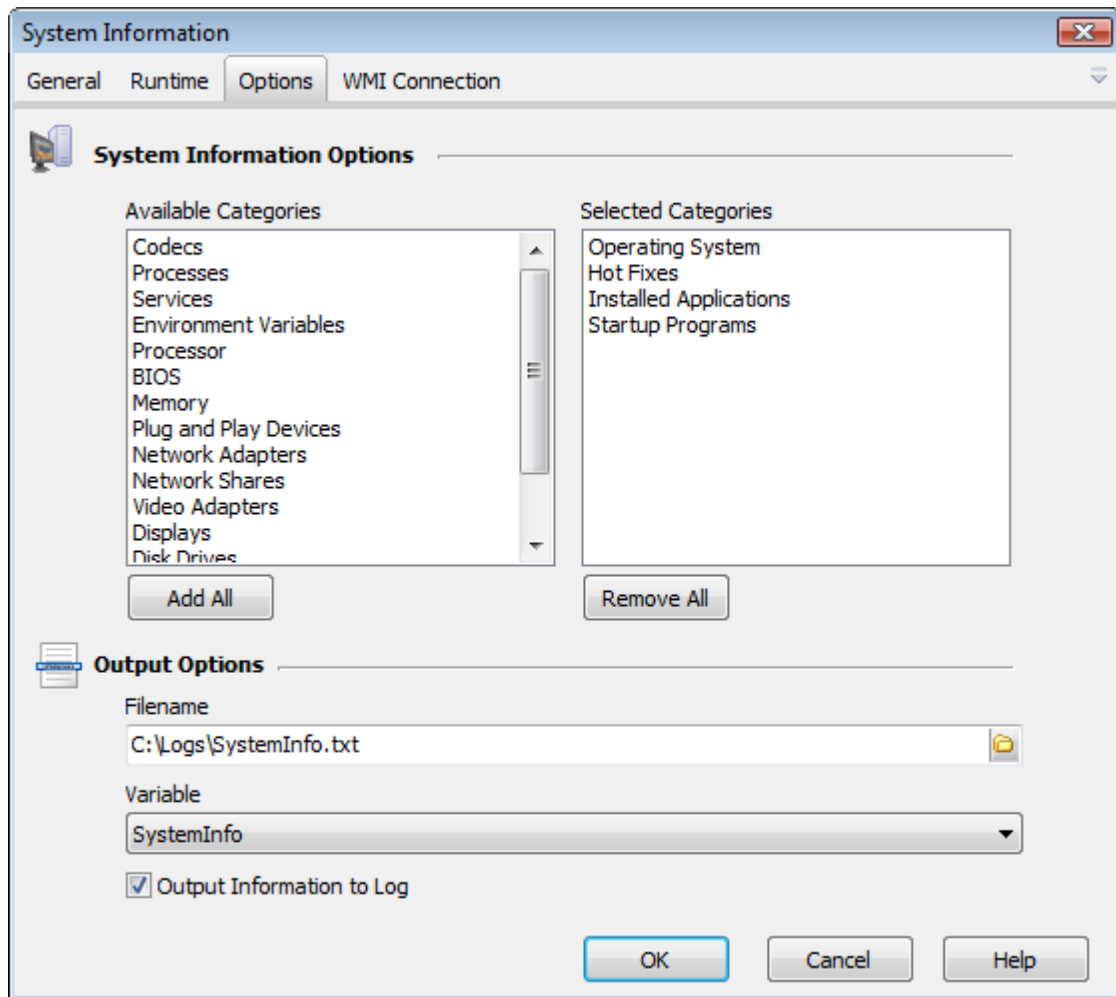 System Information
General Runtime Options WMI Connection
System Information Options
Available Categories
Codecs
Processes
Services
Environment Variables
Processor
BIOS
Memory
Plug and Play Devices
Network Adapters
Network Shares
Video Adapters
Displays
Disk Drives
Add All
Selected Categories
Operating System
Hot Fixes
Installed Applications
Startup Programs
Remove All
Output Options
Filename
C:\Logs\SystemInfo.txt
Variable
SystemInfo
Output Information to Log
OK Cancel Help